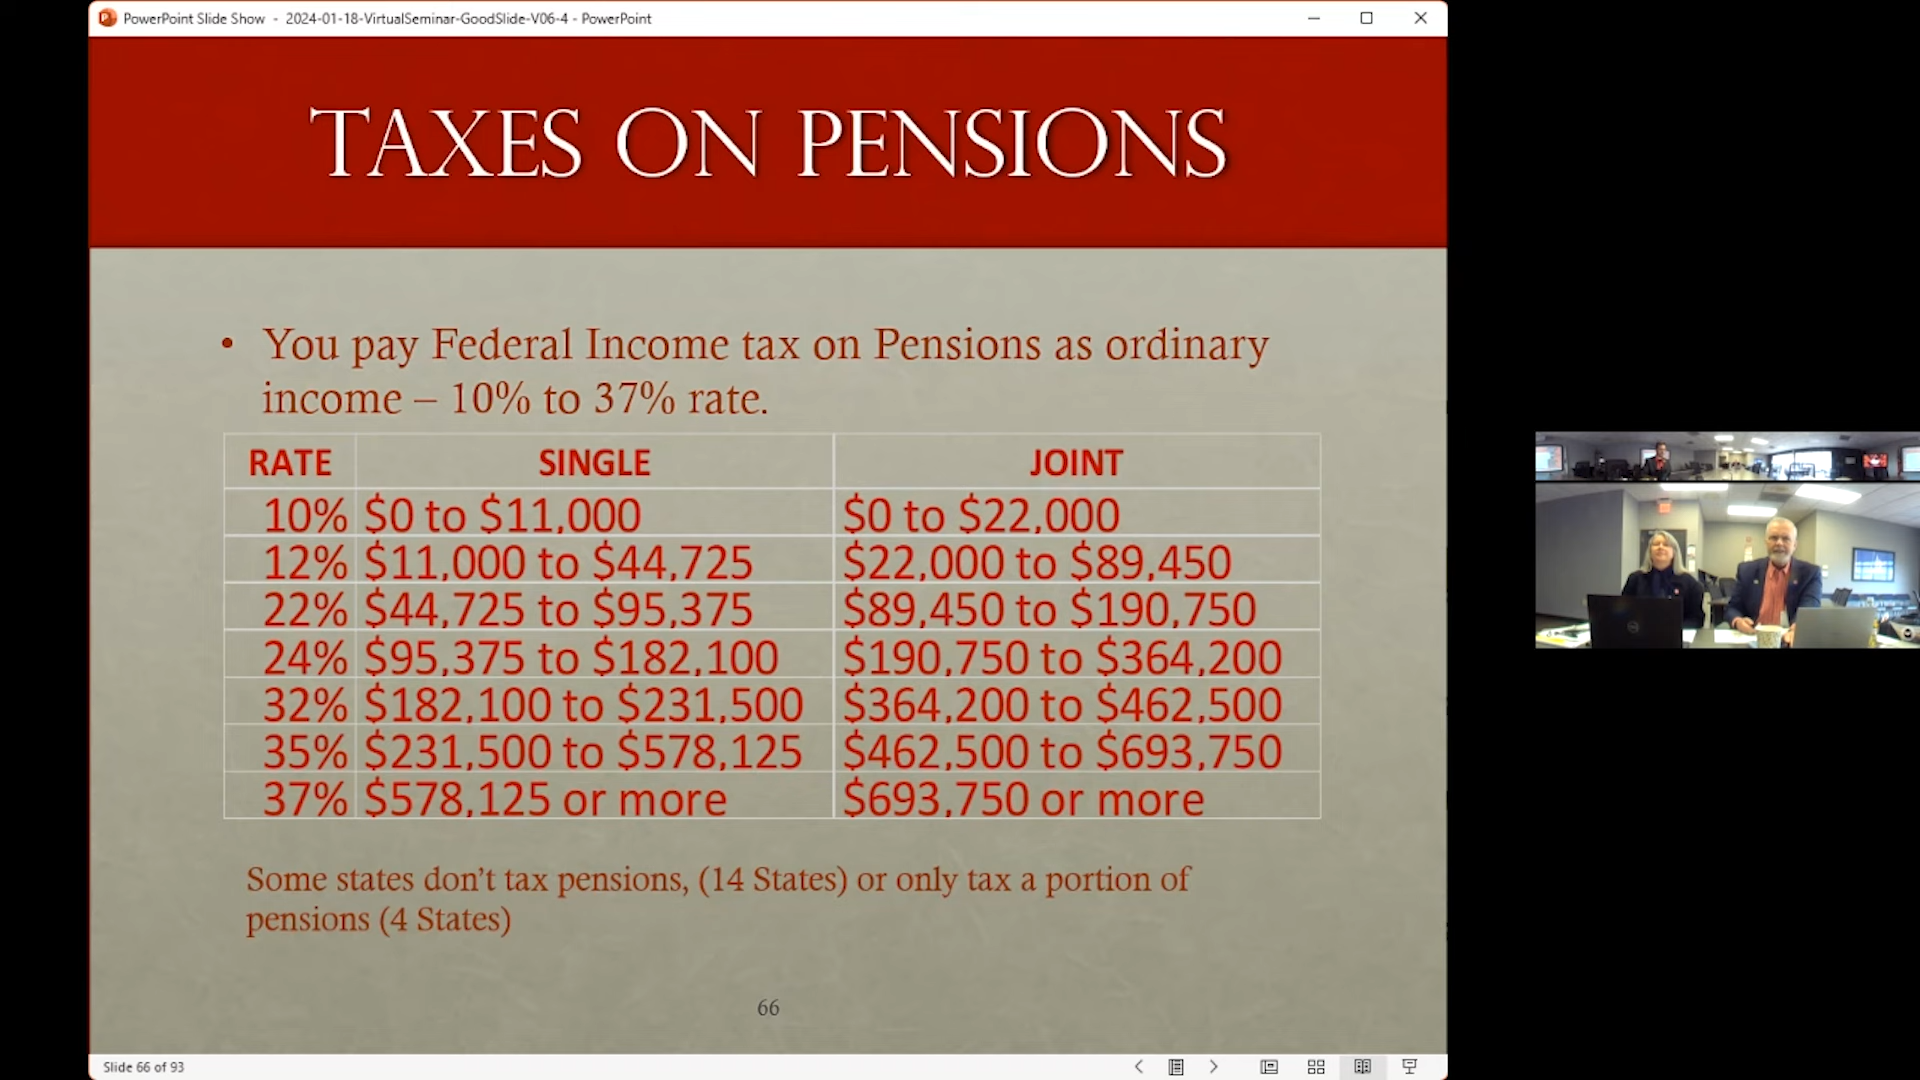 PowerPoint Slide Show - 2024-01-18-VirtualSeminar-GoodSlide-V06-4 - PowerPoint
TAXES ON PENSIONS
• You pay Federal Income tax on Pensions as ordinary
income – 10% to 37% rate.
RATE SINGLE JOINT
10% $0 to $11,000 $0 to $22,000
12% $11,000 to $44,725 $22,000 to $89,450
22% $44,725 to $95,375 $89,450 to $190,750
24% $95,375 to $182,100 $190,750 to $364,200
32% $182,100 to $231,500 $364,200 to $462,500
35% $231,500 to $578,125 $462,500 to $693,750
37% $578,125 or more $693,750 or more
Some states don't tax pensions, (14 States) or only tax a portion of
pensions (4 States)
66
Slide 66 of 93